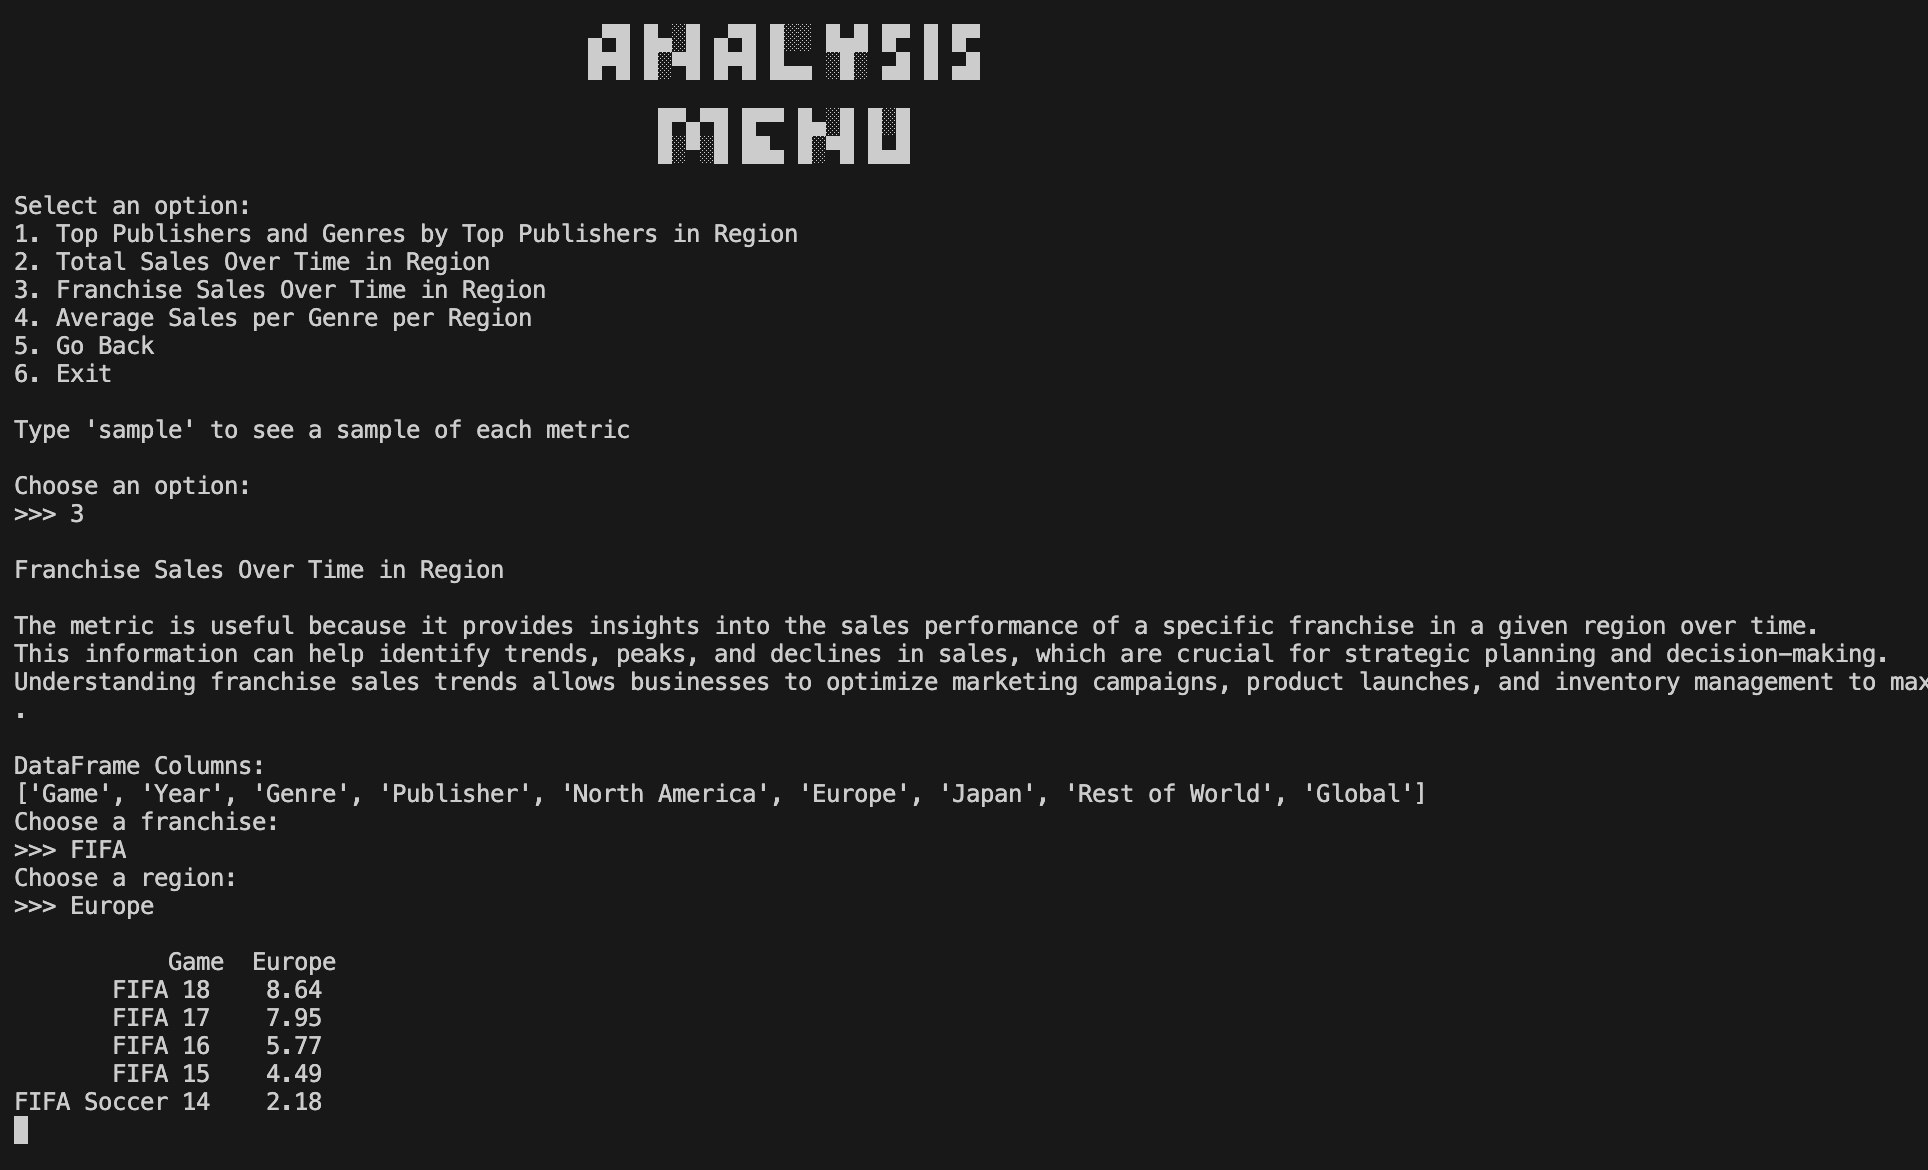 ANALYSIS
MENU
Select an option:
1. Top Publishers and Genres by Top Publishers in Region
2. Total Sales Over Time in Region
3. Franchise Sales Over Time in Region
4. Average Sales per Genre per Region
5. Go Back
6. Exit
Type 'sample' to see a sample of each metric
Choose an option:
>>> 3
Franchise Sales Over Time in Region
The metric is useful because it provides insights into the sales performance of a specific franchise in a given region over time.
This information can help identify trends, peaks, and declines in sales, which are crucial for strategic planning and decision-making.
Understanding franchise sales trends allows businesses to optimize marketing campaigns, product launches, and inventory management to max
.
DataFrame Columns:
['Game', 'Year', 'Genre', 'Publisher', 'North America', 'Europe', 'Japan', 'Rest of World', 'Global']
Choose a franchise:
>>> FIFA
Choose a region:
>>> Europe
Game Europe
FIFA 18 8.64
FIFA 17 7.95
FIFA 16 5.77
FIFA 15 4.49
FIFA Soccer 14 2.18